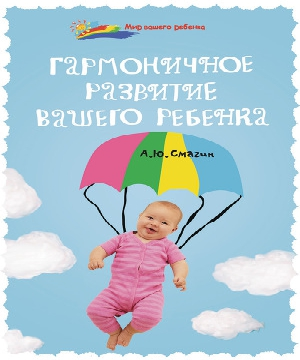 Мир вашего ребенка
ГАРМОНИЧНОЕ
РАЗВИТИЕ
ВАШЕГО РЕБЕНКА
А.Ю.Смагин